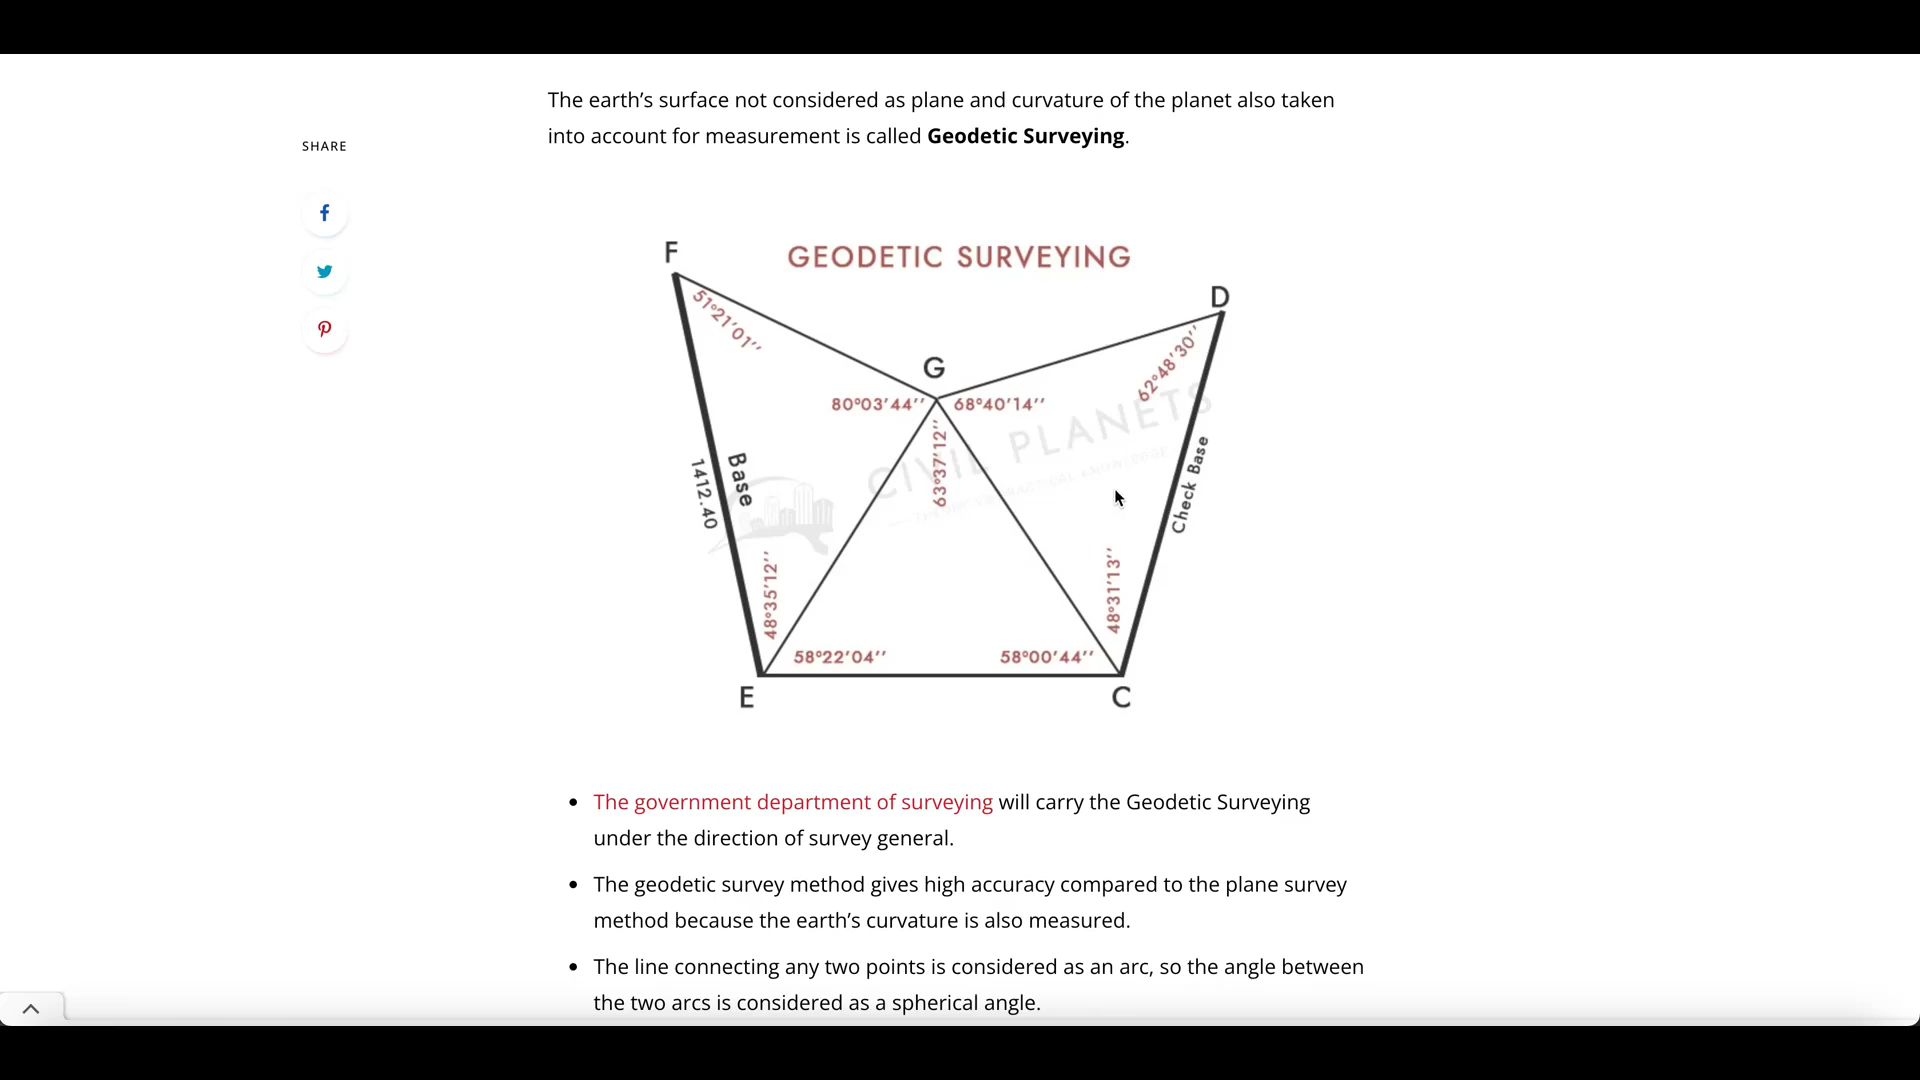 The earth’s surface not considered as plane and curvature of the planet also taken
into account for measurement is called Geodetic Surveying.
SHARE
GEODETIC SURVEYING
F
D
G
51°21'01''
62°48'30''
80°03'44''
68°40'14''
63°37'12''
CIVIL PLANETS
Base
1412.40
Check Base
48°35'12''
48°31'13''
58°22'04''
58°00'44''
E
C
The government department of surveying will carry the Geodetic Surveying
under the direction of survey general.
The geodetic survey method gives high accuracy compared to the plane survey
method because the earth’s curvature is also measured.
The line connecting any two points is considered as an arc, so the angle between
the two arcs is considered as a spherical angle.